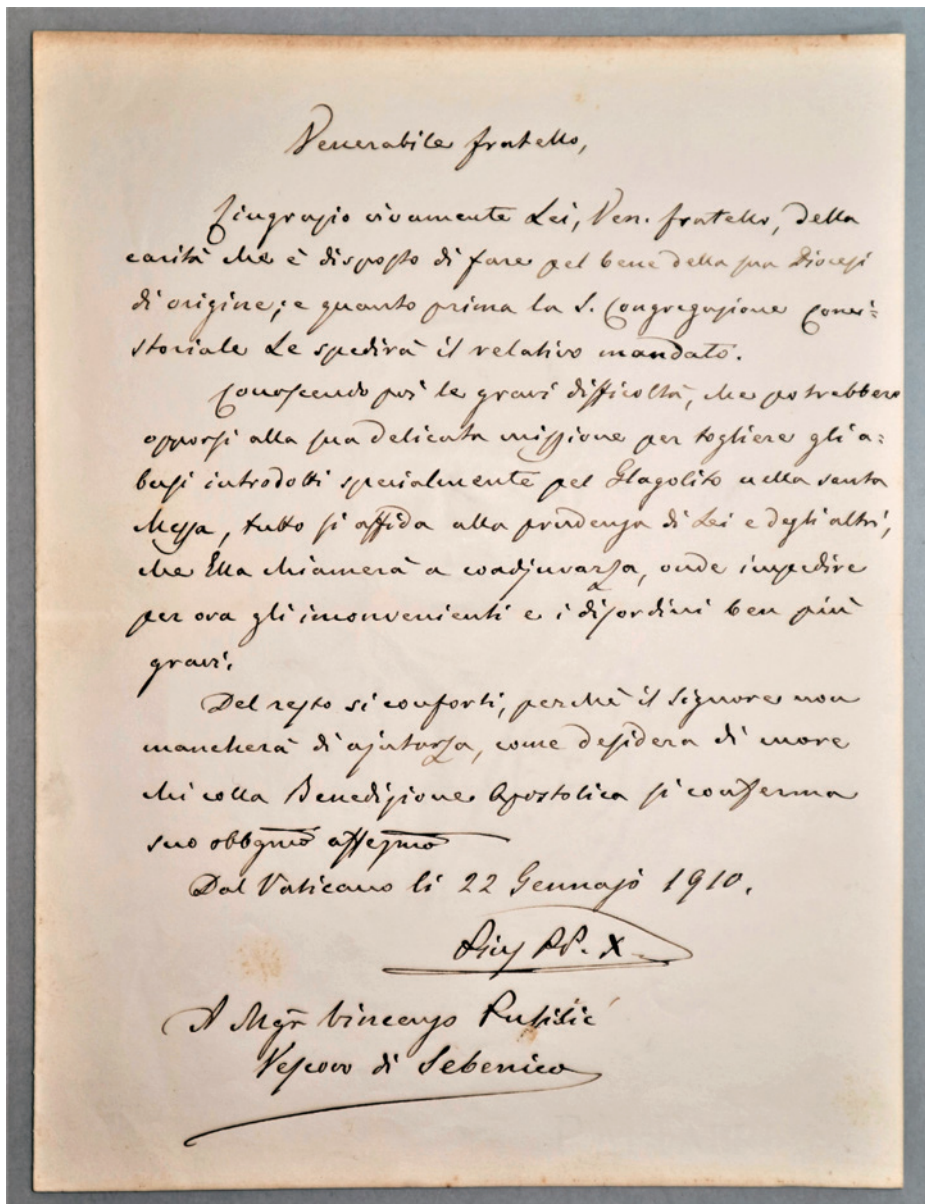 Venerabile fratello,
Ringrazio vivamente Lei, Ven. fratello, della
carità che è disposto di fare pel bene della sua Diocesi
di origine; e quanto prima la S. Congregazione Conci=
storiale Le spedirà il relativo mandato.
Conoscendo poi le gravi difficoltà, che potrebbero
opporsi alla sua delicata missione per togliere gli a=
busi introdotti specialmente pel Glagolito nella santa
Messa, tutto si affida alla prudenza di Lei e degli altri,
che Ella chiamerà a coadjuvarLa, onde impedire
per ora gli inconvenienti e i disordini ben più
gravi.
Del resto si conforti, perchè il Signore non
mancherà di ajutarLa, come desidera di cuore
chi colla Benedizione Apostolica si conferma
suo obbgmo affezmo
Dal Vaticano li 22 Gennajo 1910.
Pius PP. X
A Mgr Vincenzo Pulišić
Vescovo di Sebenico